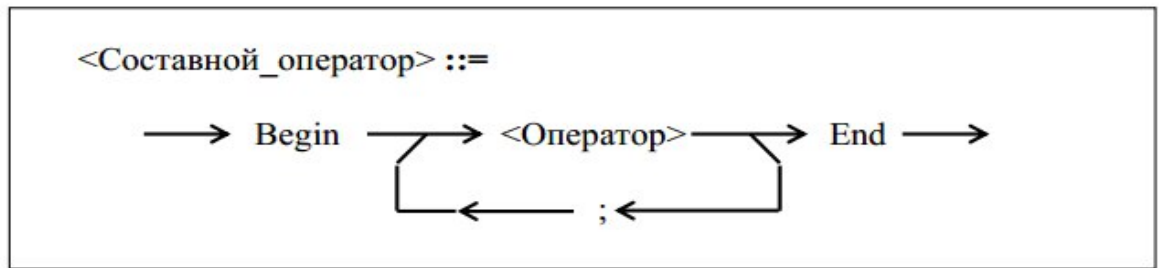 <Составной_оператор> ::=
Begin <Оператор> End
;